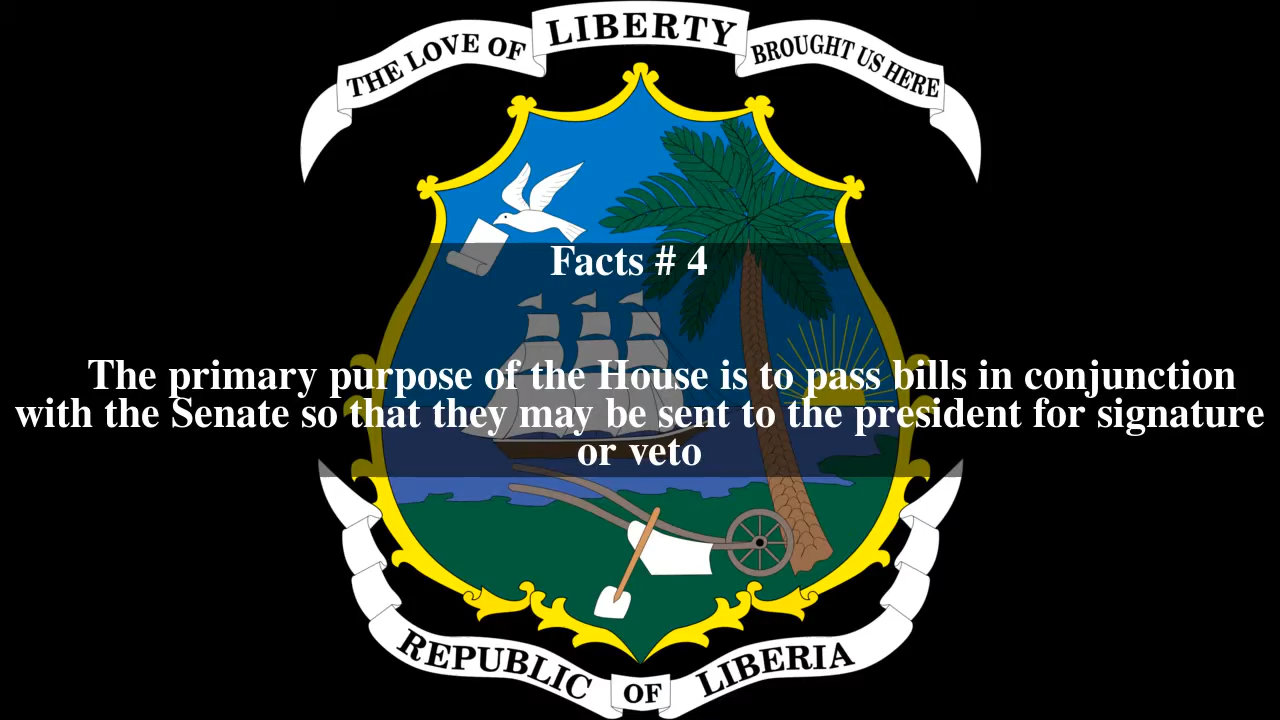 THE LOVE OF LIBERTY BROUGHT US HERE
Facts # 4
The primary purpose of the House is to pass bills in conjunction
with the Senate so that they may be sent to the president for signature
or veto
REPUBLIC OF LIBERIA